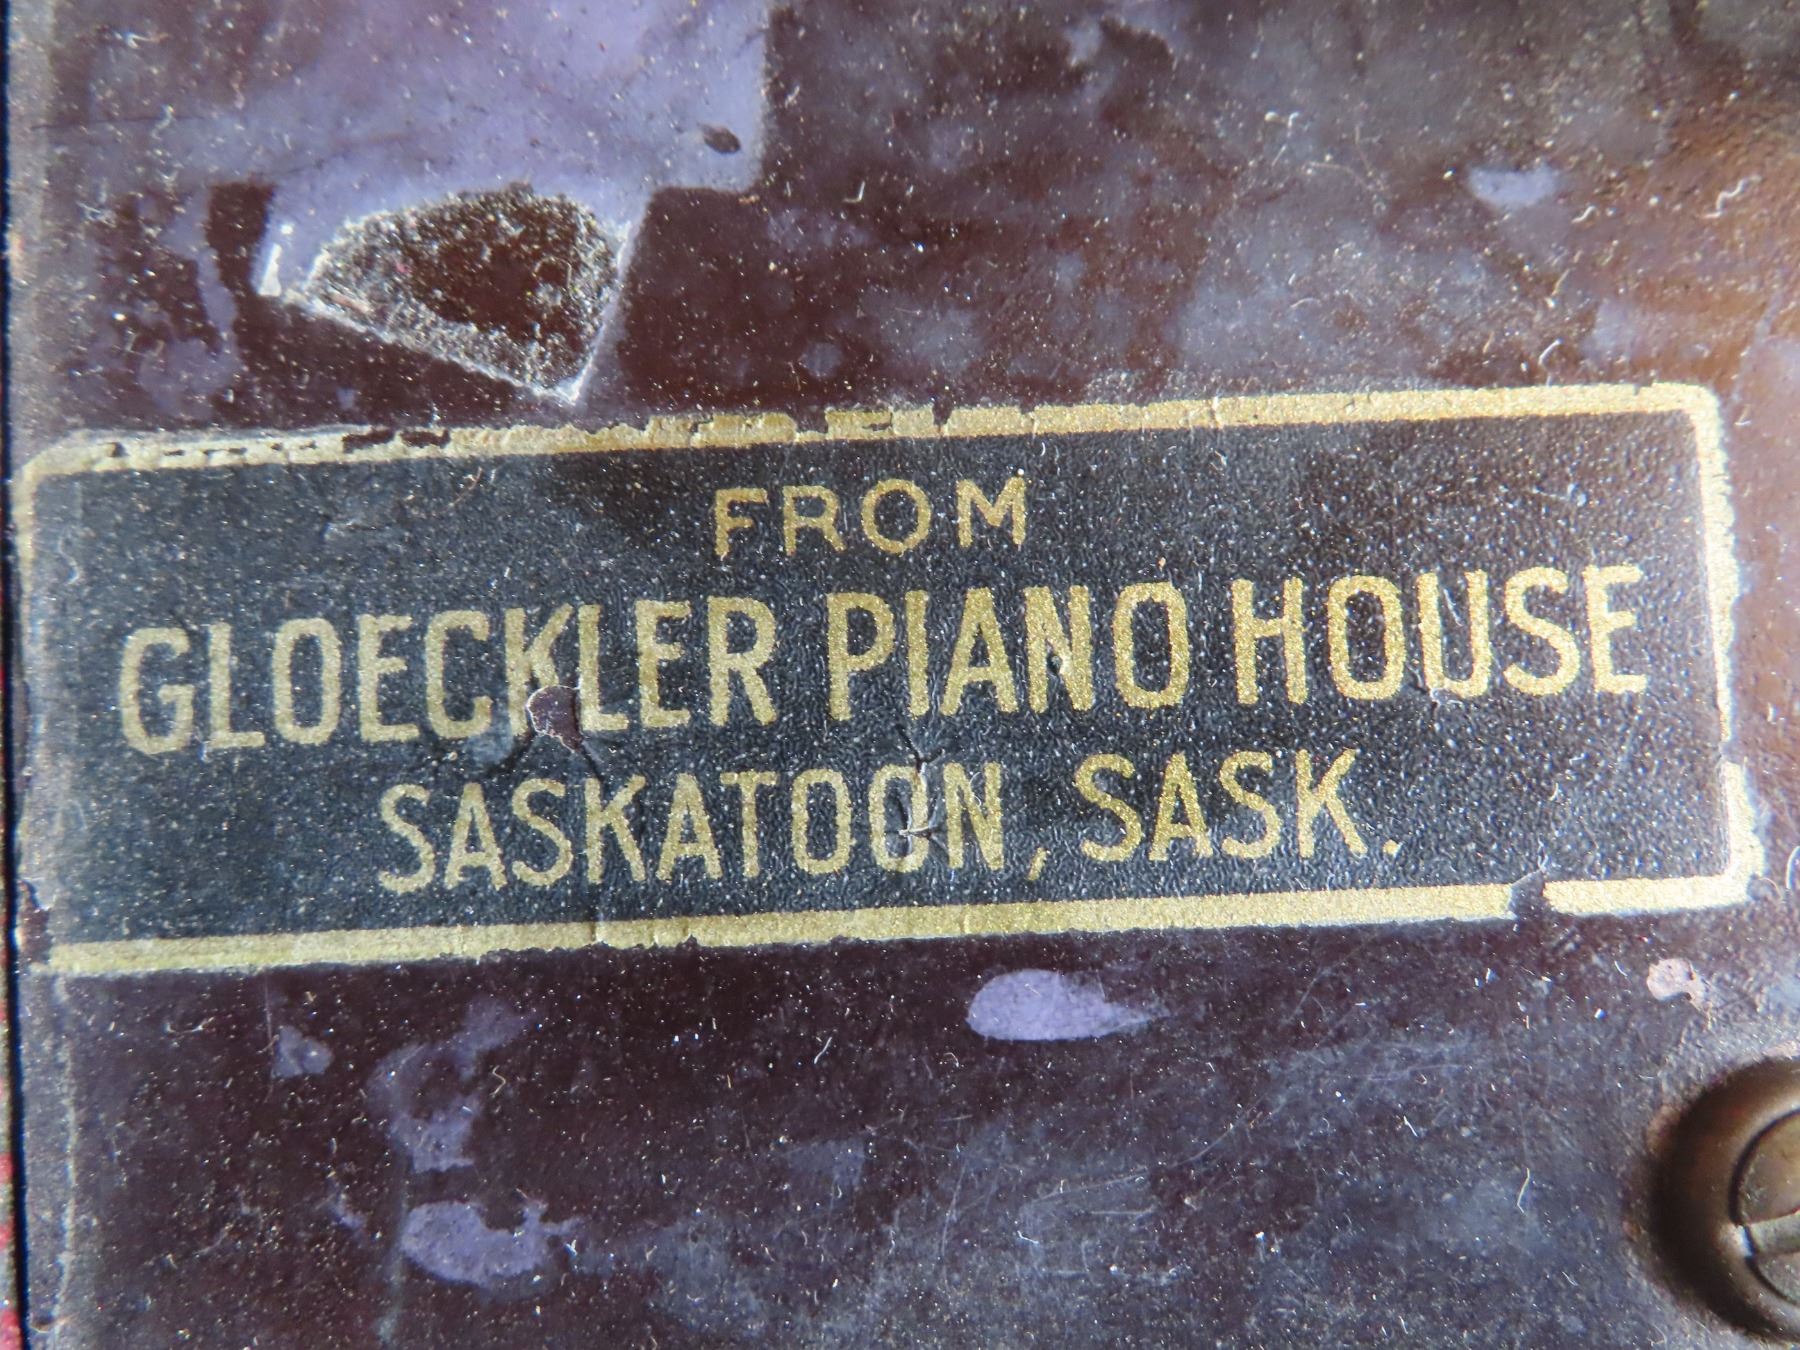 FROM
GLOECKLER PIANO HOUSE
SASKATOON, SASK.